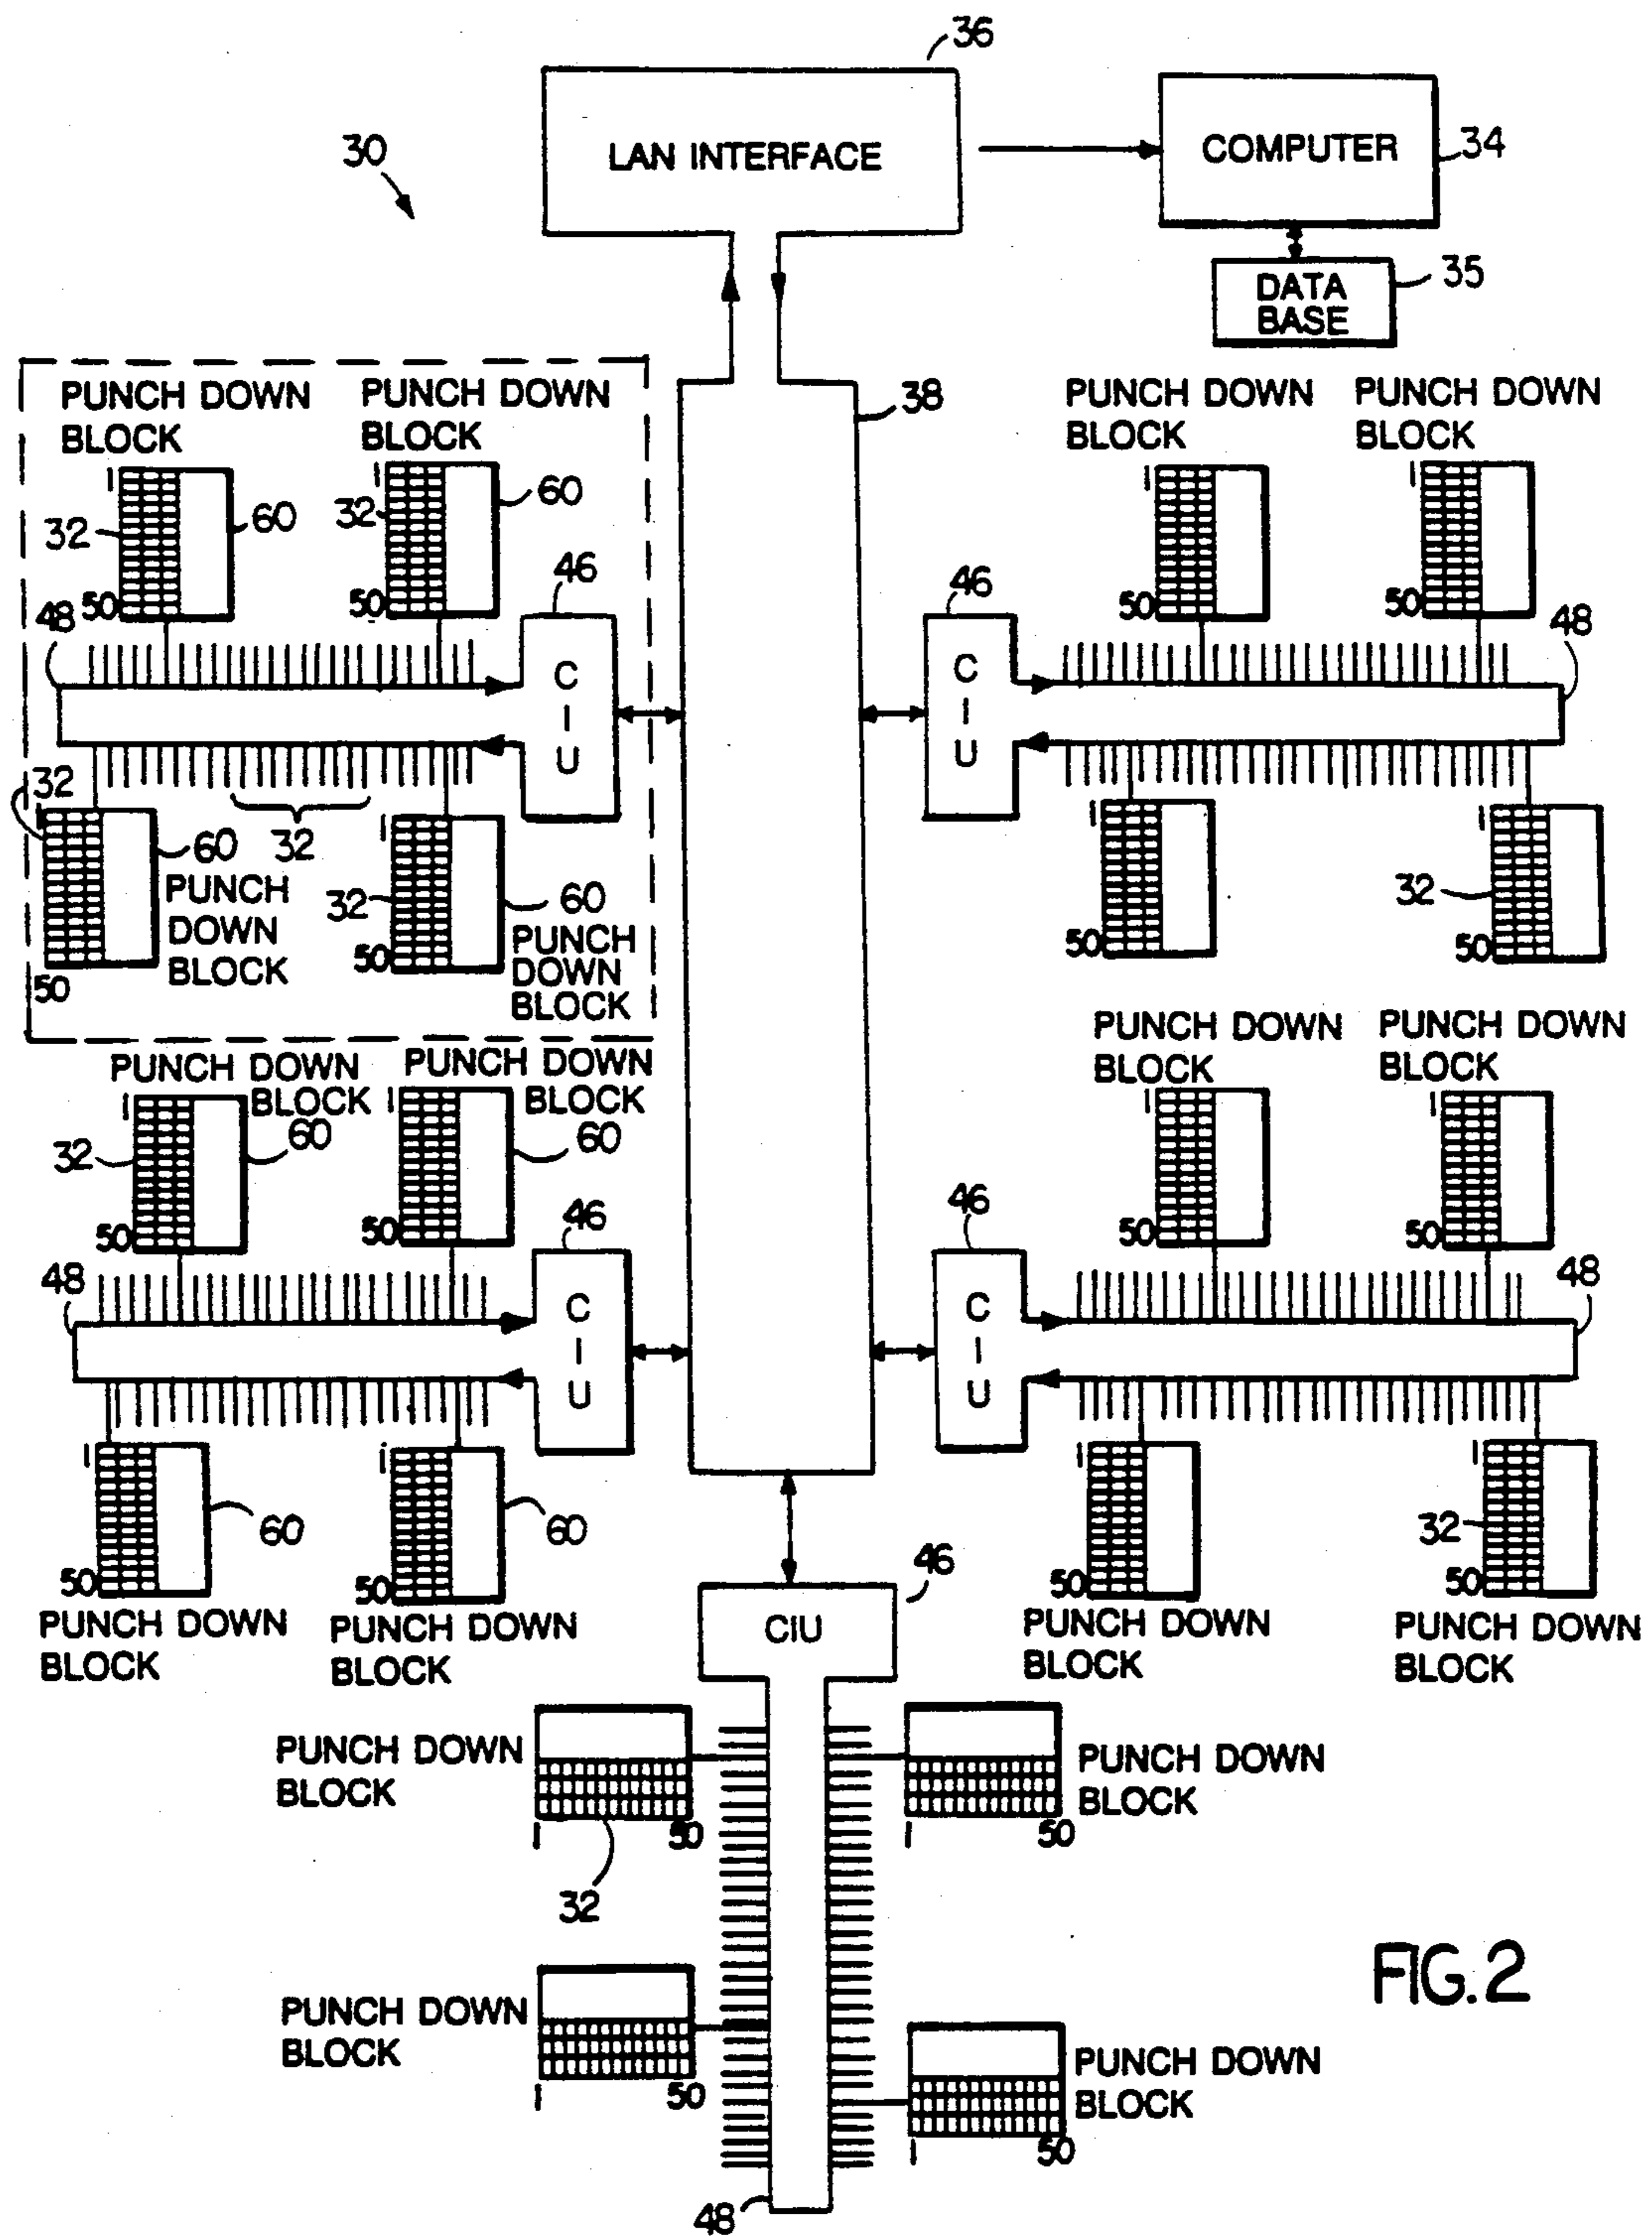 36
LAN INTERFACE
COMPUTER
34
30
DATA
BASE
35
38
PUNCH DOWN
BLOCK
PUNCH DOWN
BLOCK
1
32
60
50
1
32
60
50
46
C
I
U
48
32
60
PUNCH
DOWN
BLOCK
50
32
1
32
60
50
PUNCH
DOWN
BLOCK
PUNCH DOWN
BLOCK
PUNCH DOWN
BLOCK
1
50
1
50
46
C
I
U
48
1
50
1
32
50
PUNCH DOWN
BLOCK
PUNCH DOWN
BLOCK
1
32
60
50
1
60
50
46
C
I
U
48
1
60
50
PUNCH DOWN
BLOCK
1
60
50
PUNCH DOWN
BLOCK
PUNCH DOWN
BLOCK
PUNCH DOWN
BLOCK
1
50
1
50
46
C
I
U
48
1
50
PUNCH DOWN
BLOCK
1
32
50
PUNCH DOWN
BLOCK
46
CIU
PUNCH DOWN
BLOCK
1
50
32
PUNCH DOWN
BLOCK
1
50
PUNCH DOWN
BLOCK
1
50
PUNCH DOWN
BLOCK
1
50
48
FIG.2